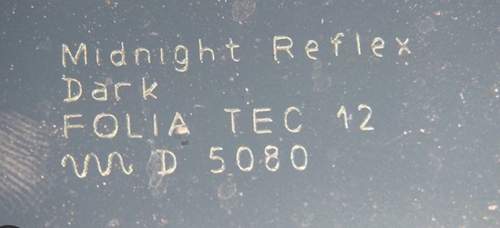 Midnight Reflex
Dark
FOLIA TEC 12
D 5080